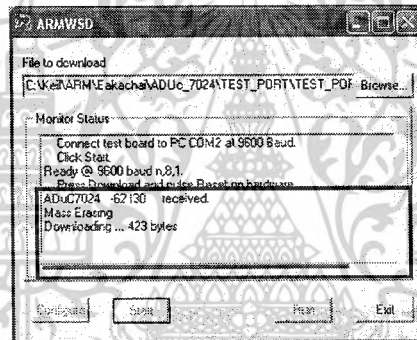 ARMWSD
File to download
C:\Keil\ARM\Eakachai\ADUc_7024\TEST_PORT\TEST_POF Browse...
Monitor Status
Connect test board to PC COM2 at 9600 Baud.
Click Start.
Ready @ 9600 baud n,8,1.
Press Download and pulse Reset on hardware
ADuC7024 -62 I30 received.
Mass Erasing
Downloading ... 423 bytes
Configure Start Run Exit